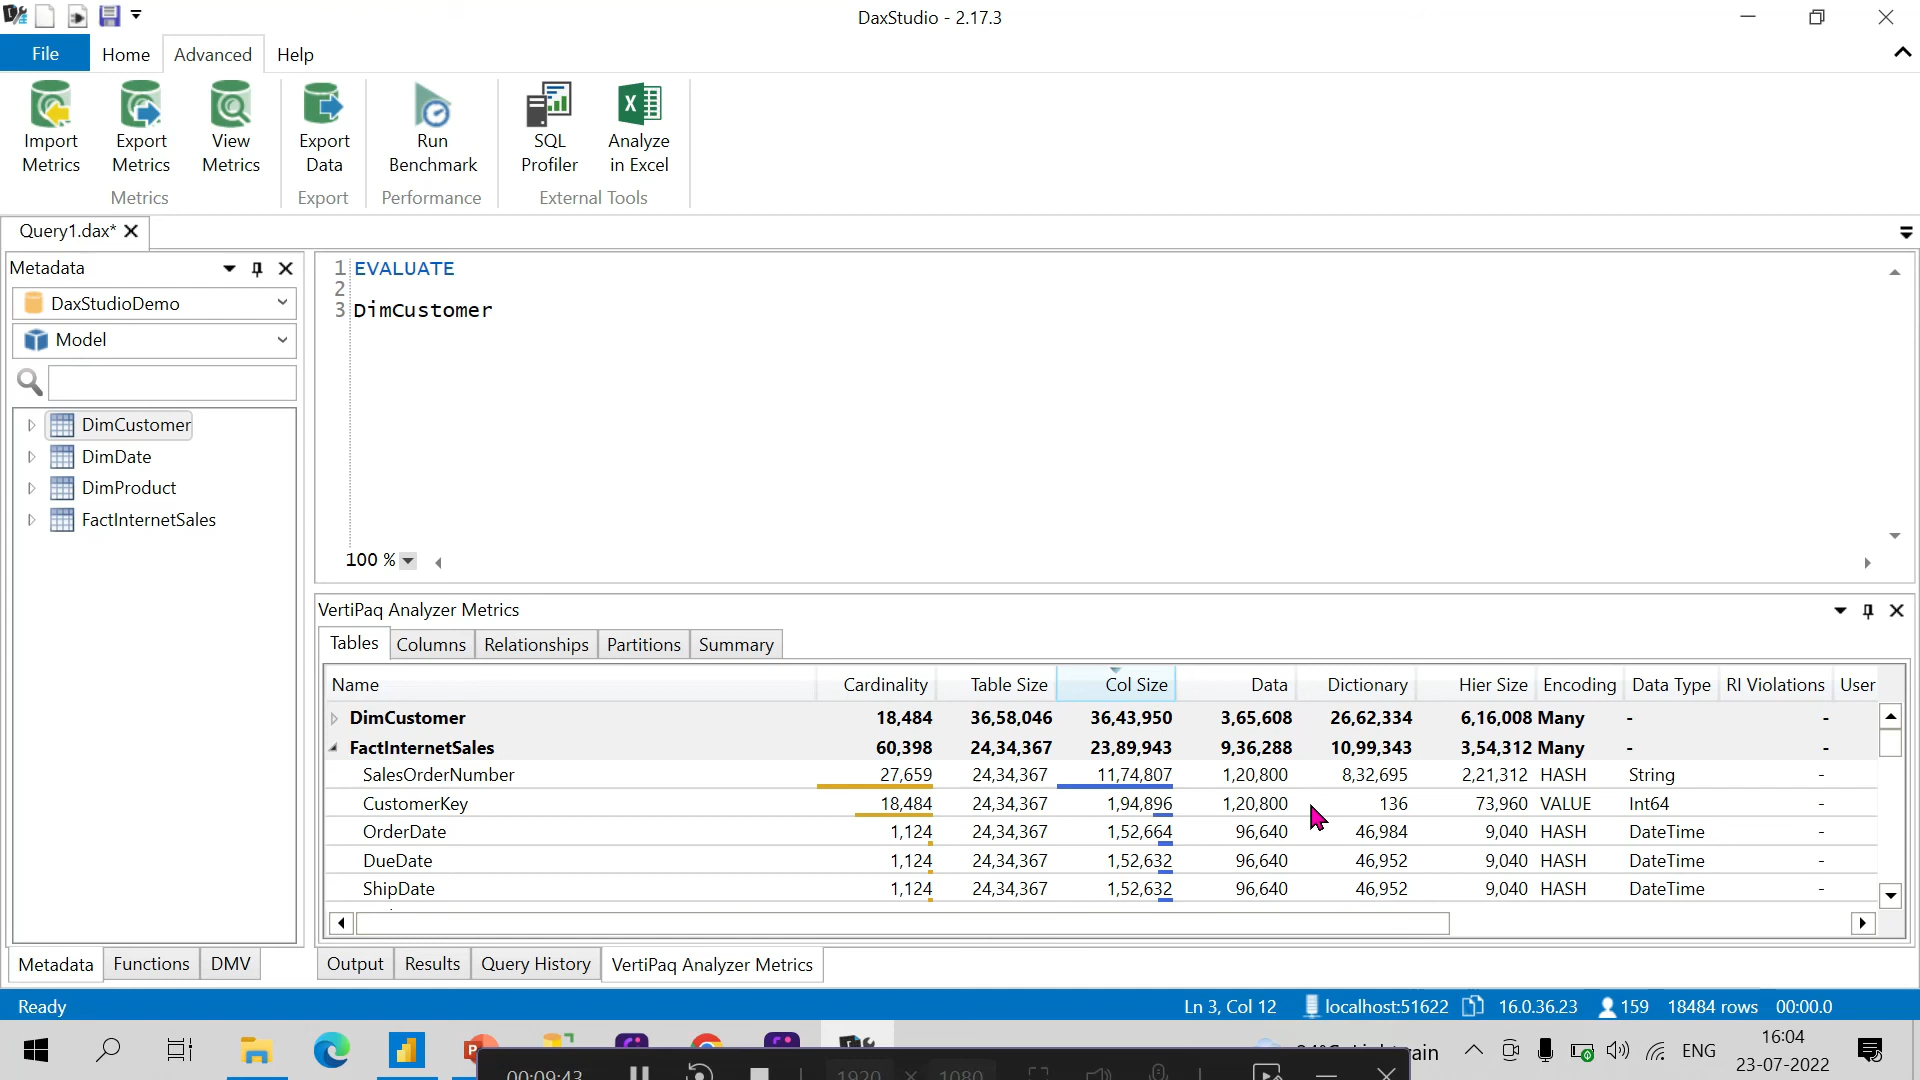 DaxStudio - 2.17.3
File Home Advanced Help
Import Metrics Export Metrics View Metrics Export Data Run Benchmark SQL Profiler Analyze in Excel
Metrics Export Performance External Tools
Query1.dax*
Metadata
DaxStudioDemo
Model
DimCustomer
DimDate
DimProduct
FactInternetSales
1 EVALUATE
2
3 DimCustomer
100 %
VertiPaq Analyzer Metrics
Tables Columns Relationships Partitions Summary
Name Cardinality Table Size Col Size Data Dictionary Hier Size Encoding Data Type RI Violations User
DimCustomer 18,484 36,58,046 36,43,950 3,65,608 26,62,334 6,16,008 Many - -
FactInternetSales 60,398 24,34,367 23,89,943 9,36,288 10,99,343 3,54,312 Many - -
SalesOrderNumber 27,659 24,34,367 11,74,807 1,20,800 8,32,695 2,21,312 HASH String -
CustomerKey 18,484 24,34,367 1,94,896 1,20,800 136 73,960 VALUE Int64 -
OrderDate 1,124 24,34,367 1,52,664 96,640 46,984 9,040 HASH DateTime -
DueDate 1,124 24,34,367 1,52,632 96,640 46,952 9,040 HASH DateTime -
ShipDate 1,124 24,34,367 1,52,632 96,640 46,952 9,040 HASH DateTime -
Metadata Functions DMV
Output Results Query History VertiPaq Analyzer Metrics
Ready Ln 3, Col 12 localhost:51622 16.0.36.23 159 18484 rows 00:00.0
ENG 16:04
23-07-2022
00:09:43 1920 × 1080